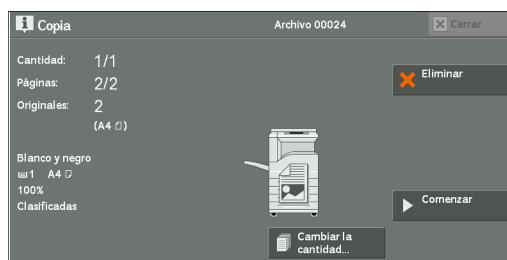 Copia
Archivo 00024
Cerrar
Cantidad: 1/1
Páginas: 2/2
Originales: 2
(A4)
Blanco y negro
1 A4
100%
Clasificadas
Eliminar
Comenzar
Cambiar la
cantidad...